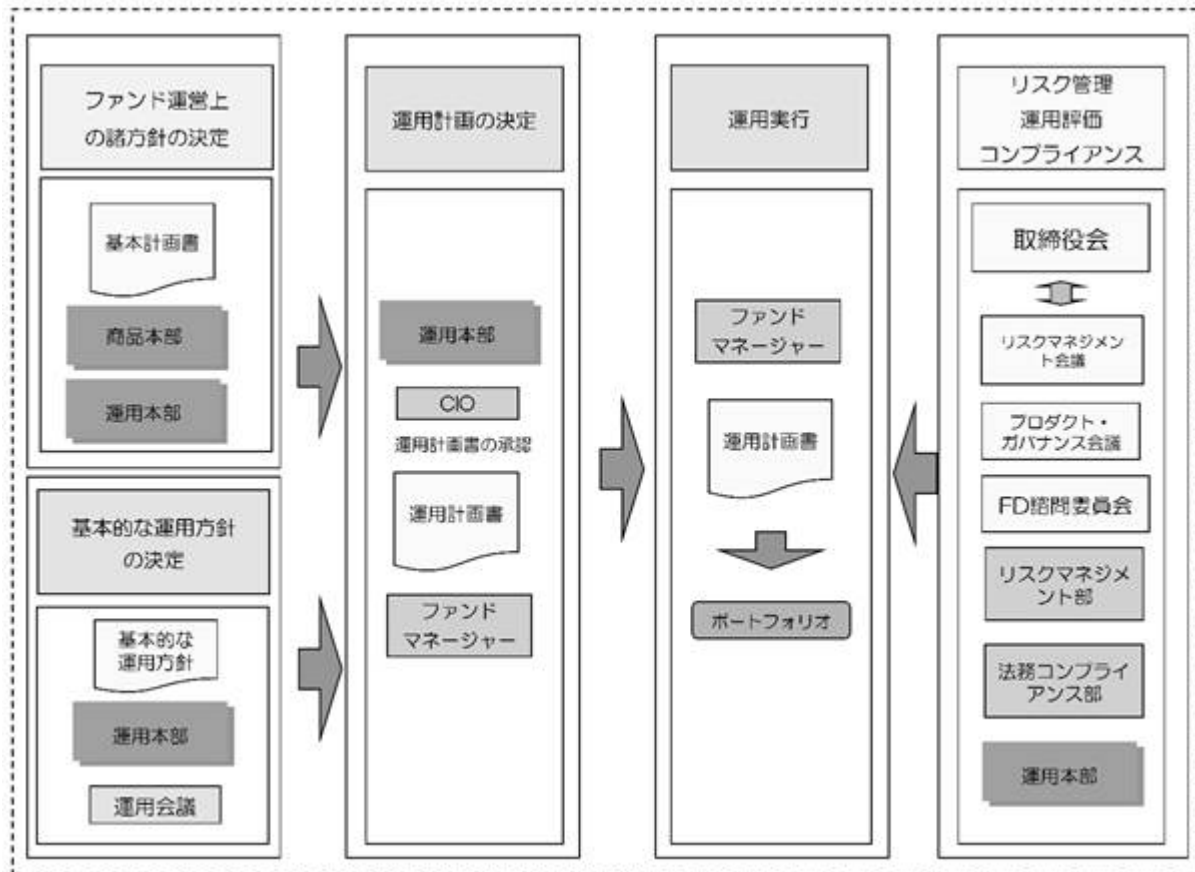 ファンド運営上
の諸方針の決定
基本計画書
商品本部
運用本部
基本的な運用方針
の決定
基本的な
運用方針
運用本部
運用会議
運用計画の決定
運用本部
CIO
運用計画書の承認
運用計画書
ファンド
マネージャー
運用実行
ファンド
マネージャー
運用計画書
ポートフォリオ
リスク管理
運用評価
コンプライアンス
取締役会
リスクマネジメン
ト会議
プロダクト・
ガバナンス会議
FD諮問委員会
リスクマネジメ
ント部
法務コンプライ
アンス部
運用本部